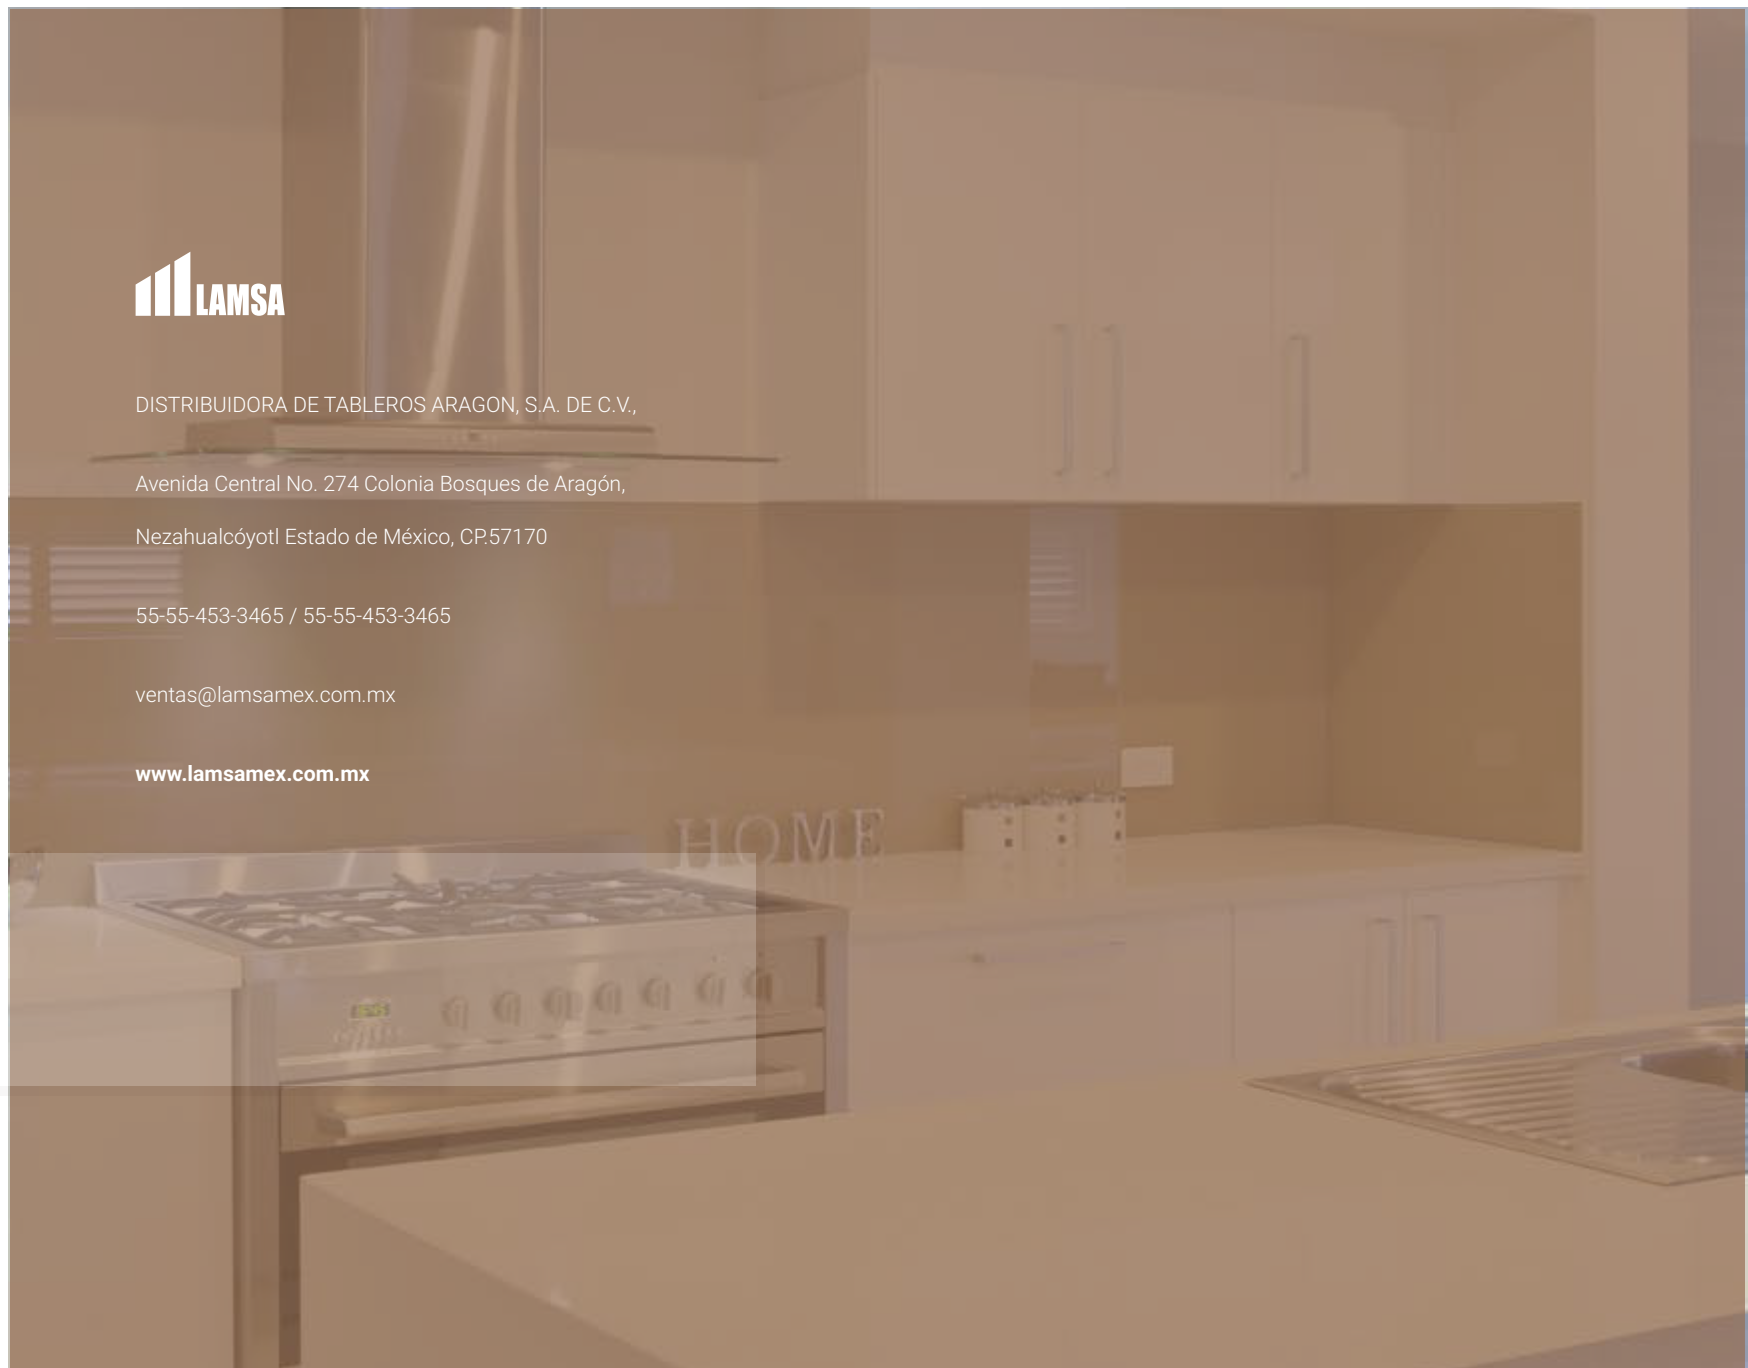 LAMSA
DISTRIBUIDORA DE TABLEROS ARAGON, S.A. DE C.V.,
Avenida Central No. 274 Colonia Bosques de Aragón,
Nezahualcóyotl Estado de México, CP.57170
55-55-453-3465 / 55-55-453-3465
ventas@lamsamex.com.mx
www.lamsamex.com.mx
HOME